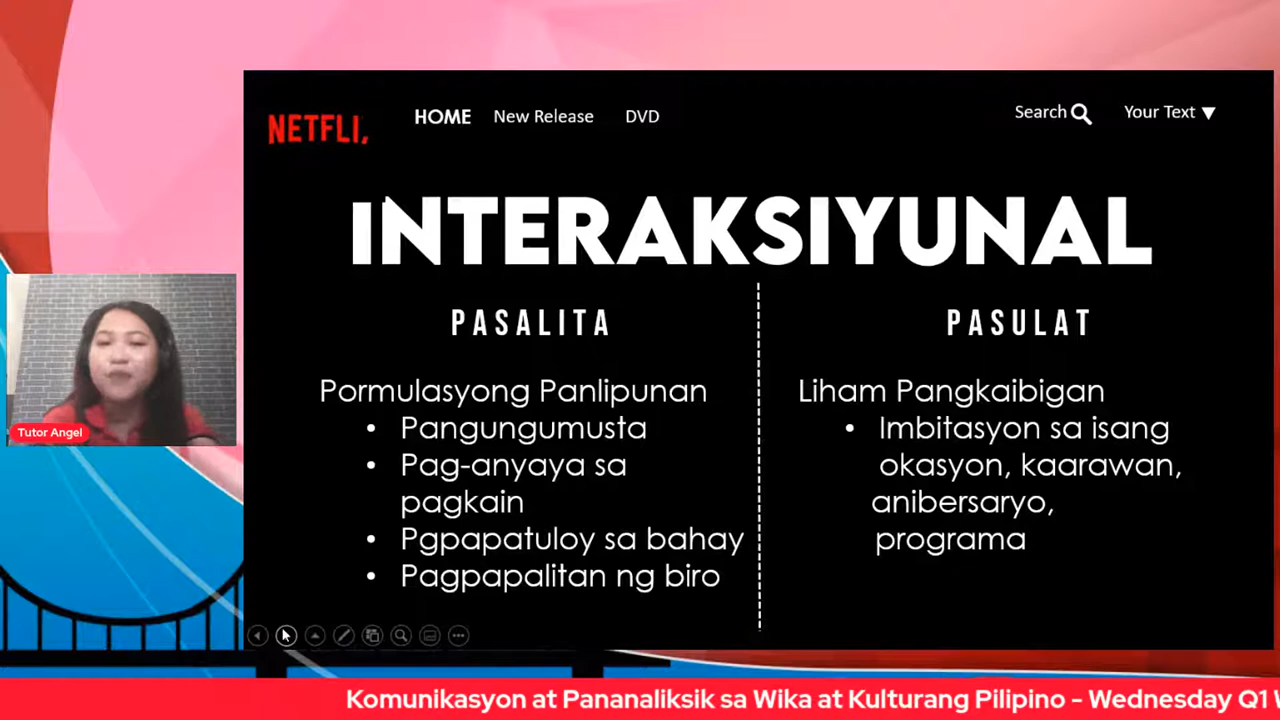 NETFLI,
HOME New Release DVD
Search Your Text
INTERAKSIYUNAL
PASALITA
Pormulasyong Panlipunan
• Pangungumusta
• Pag-anyaya sa
pagkain
• Pgpapatuloy sa bahay
• Pagpapalitan ng biro
PASULAT
Liham Pangkaibigan
• Imbitasyon sa isang
okasyon, kaarawan,
anibersaryo,
programa
Tutor Angel
Komunikasyon at Pananaliksik sa Wika at Kulturang Pilipino - Wednesday Q1